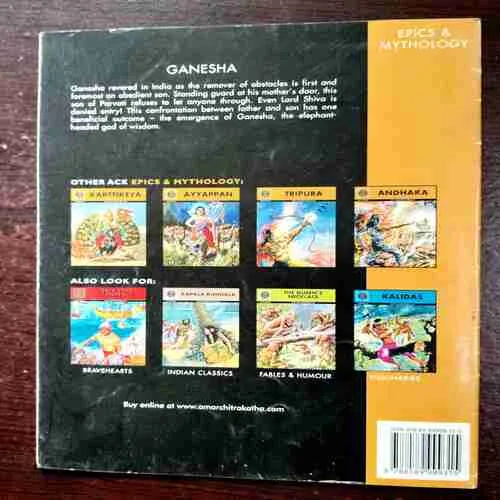 EPICS &
MYTHOLOGY
GANESHA
Ganesha revered in India as the remover of obstacles is first and
foremost an obedient son. Standing guard at his mother's door, this
son of Parvati refuses to let anyone through. Even Lord Shiva is
denied entry! This confrontation between father and son has one
beneficial outcome – the emergence of Ganesha, the elephant-
headed god of wisdom.
OTHER ACK EPICS & MYTHOLOGY:
KARTTIKEYA AYYAPPAN TRIPURA ANDHAKA
ALSO LOOK FOR:
THE QUEEN'S
NECKLACE
KALIDAS
BRAVEHEARTS INDIAN CLASSICS FABLES & HUMOUR VISIONARIES
Buy online at www.amarchitrakatha.com